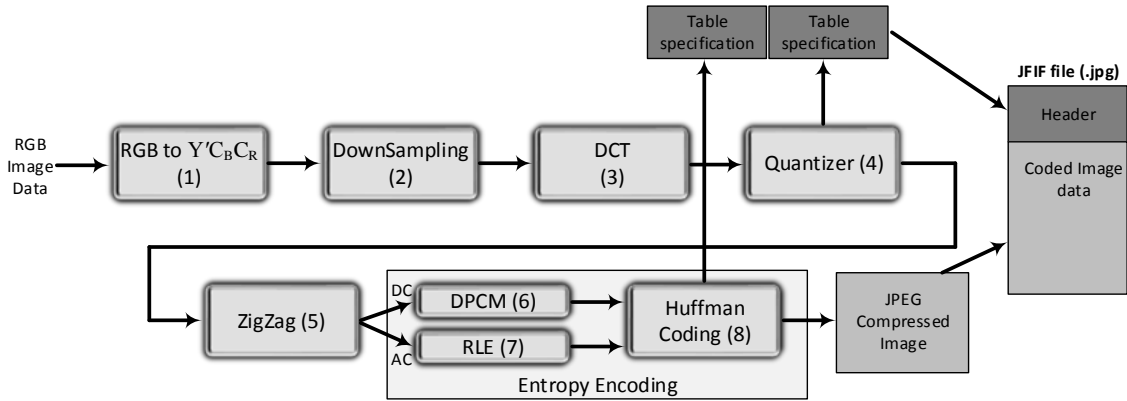 Table
specification
Table
specification
JFIF file (.jpg)
Header
Coded Image
data
RGB
Image
Data
RGB to Y'CBCR
(1)
DownSampling
(2)
DCT
(3)
Quantizer (4)
ZigZag (5)
DC
AC
DPCM (6)
RLE (7)
Huffman
Coding (8)
Entropy Encoding
JPEG
Compressed
Image